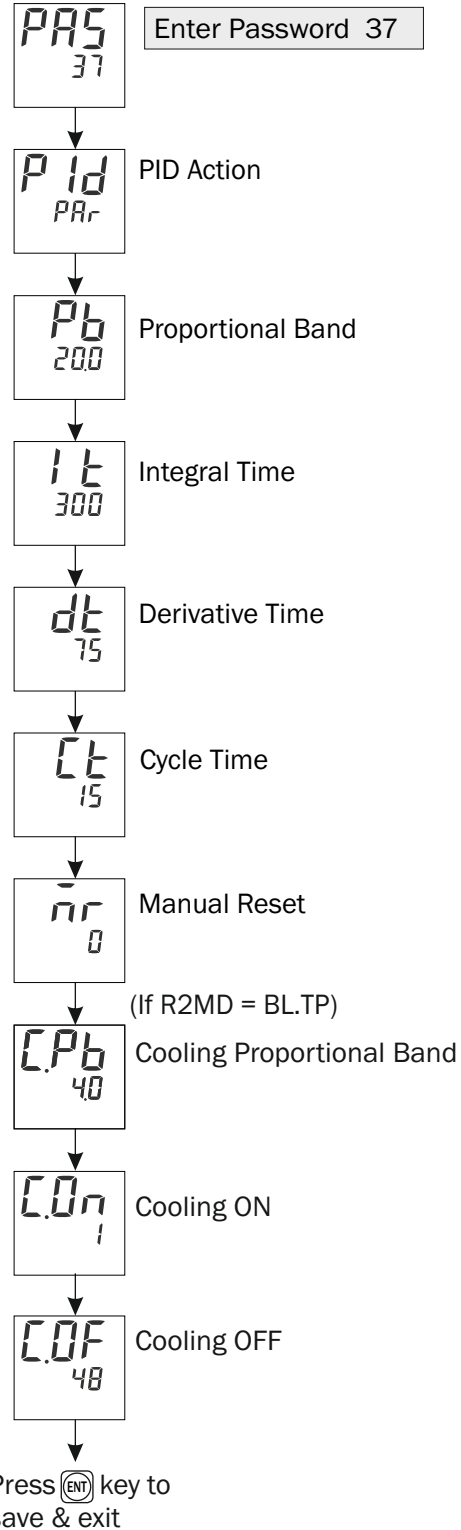 PAS
37
Enter Password 37
PId
PAr
PID Action
Pb
20.0
Proportional Band
It
300
Integral Time
dt
75
Derivative Time
Ct
15
Cycle Time
m̄r
0
Manual Reset
(If R2MD = BL.TP)
C.Pb
4.0
Cooling Proportional Band
C.On
1
Cooling ON
C.OF
48
Cooling OFF
Press ENT key to
save & exit